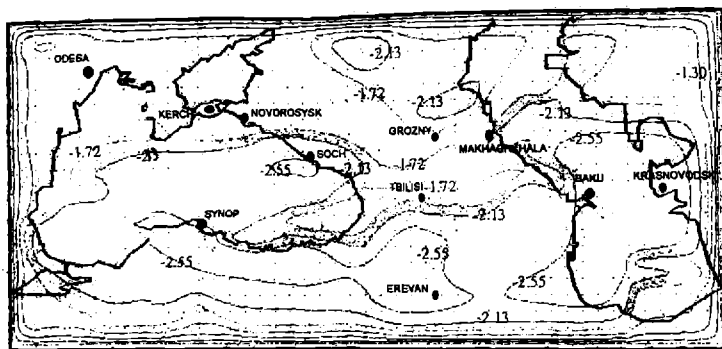 -2.13
ODESA
-1.30
-1.72
-2.13
KERCH
NOVOROSYSK
-2.13
GROZNY
MAKHACHKALA
-2.55
-1.72
SOCH
-1.72
-2.55
-2.13
BAKU
KRASNOVODSK
TBILISI
-1.72
SYNOP
-2.13
-2.55
-2.55
-2.55
EREVAN
-2.13